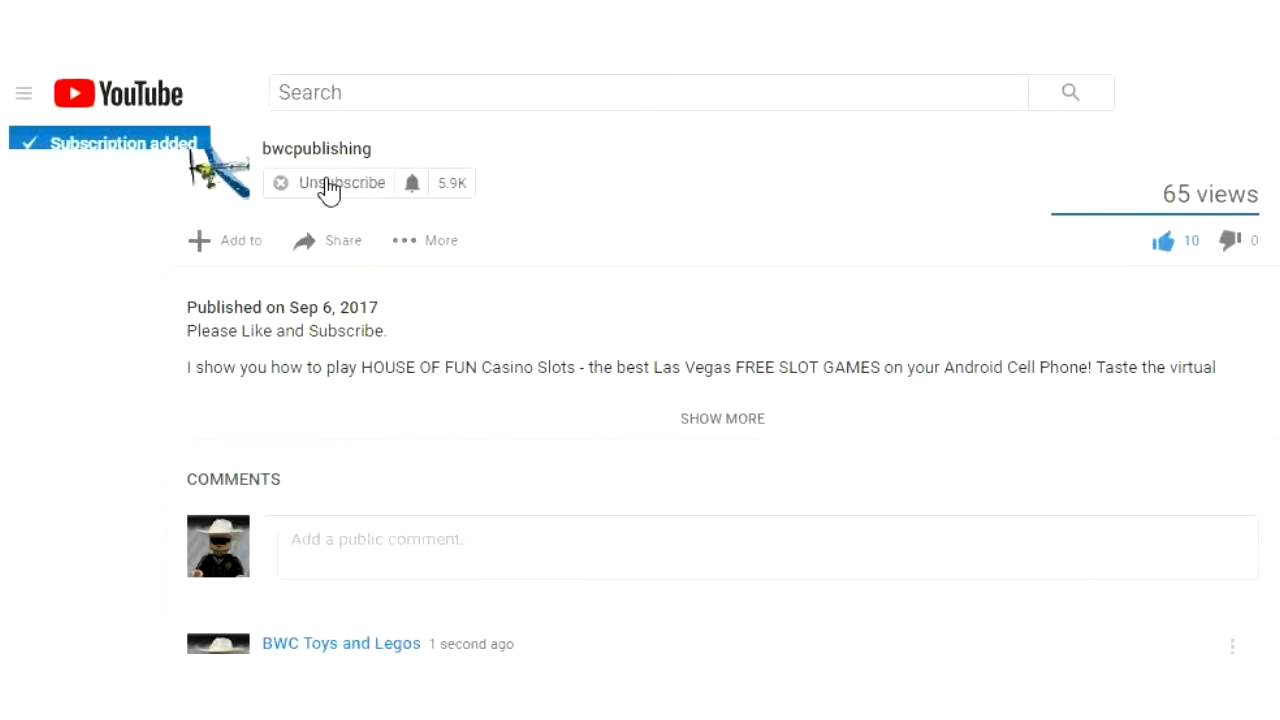 YouTube
Search
Subscription added
bwcpublishing
Unsubscribe 5.9K
65 views
Add to Share More
10 0
Published on Sep 6, 2017
Please Like and Subscribe.
I show you how to play HOUSE OF FUN Casino Slots - the best Las Vegas FREE SLOT GAMES on your Android Cell Phone! Taste the virtual
SHOW MORE
COMMENTS
Add a public comment.
BWC Toys and Legos 1 second ago